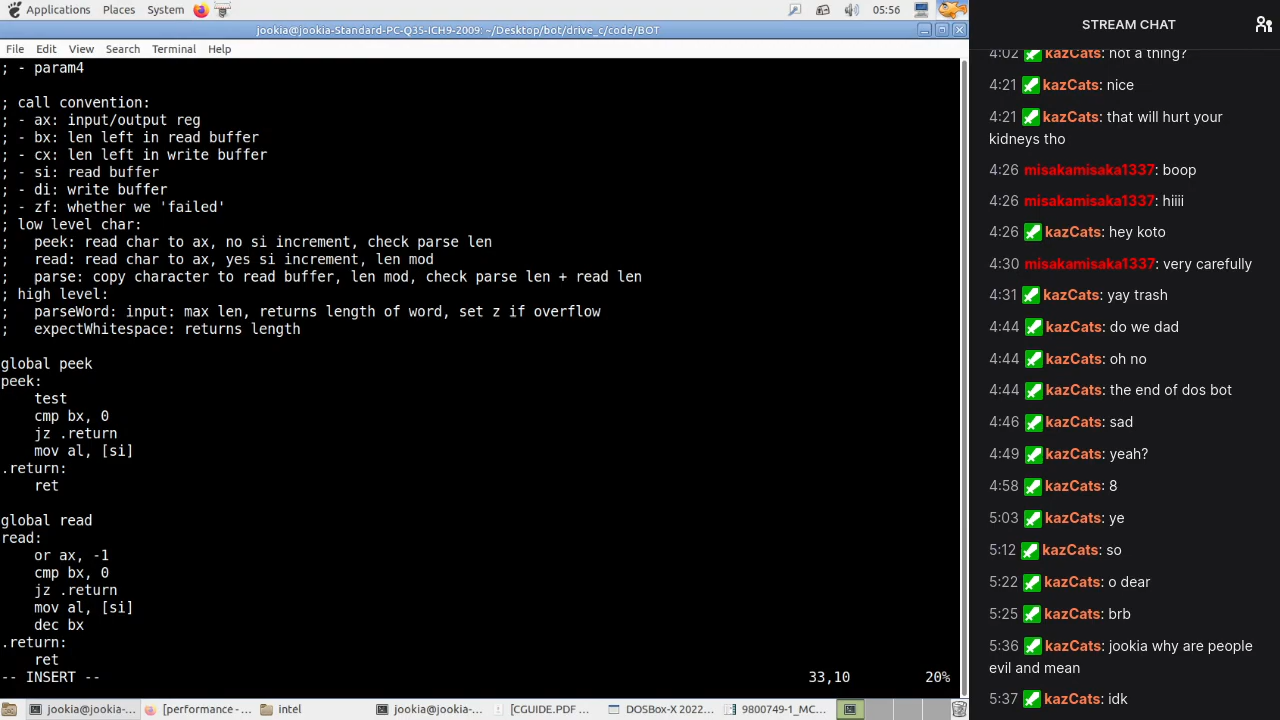 Applications Places System 05:56
jookia@jookia-Standard-PC-Q35-ICH9-2009: ~/Desktop/bot/drive_c/code/BOT
File Edit View Search Terminal Help
; - param4
; call convention:
; - ax: input/output reg
; - bx: len left in read buffer
; - cx: len left in write buffer
; - si: read buffer
; - di: write buffer
; - zf: whether we 'failed'
; low level char:
;   peek: read char to ax, no si increment, check parse len
;   read: read char to ax, yes si increment, len mod
;   parse: copy character to read buffer, len mod, check parse len + read len
; high level:
;   parseWord: input: max len, returns length of word, set z if overflow
;   expectWhitespace: returns length
global peek
peek:
    test
    cmp bx, 0
    jz .return
    mov al, [si]
.return:
    ret
global read
read:
    or ax, -1
    cmp bx, 0
    jz .return
    mov al, [si]
    dec bx
.return:
    ret
-- INSERT -- 33,10 20%
jookia@jookia-... [performance -... intel jookia@jookia-... [CGUIDE.PDF ... DOSBox-X 2022... 9800749-1_MC...
STREAM CHAT
4:02 kazCats: not a thing?
4:21 kazCats: nice
4:21 kazCats: that will hurt your
kidneys tho
4:26 misakamisaka1337: boop
4:26 misakamisaka1337: hiiii
4:26 kazCats: hey koto
4:30 misakamisaka1337: very carefully
4:31 kazCats: yay trash
4:44 kazCats: do we dad
4:44 kazCats: oh no
4:44 kazCats: the end of dos bot
4:46 kazCats: sad
4:49 kazCats: yeah?
4:58 kazCats: 8
5:03 kazCats: ye
5:12 kazCats: so
5:22 kazCats: o dear
5:25 kazCats: brb
5:36 kazCats: jookia why are people
evil and mean
5:37 kazCats: idk